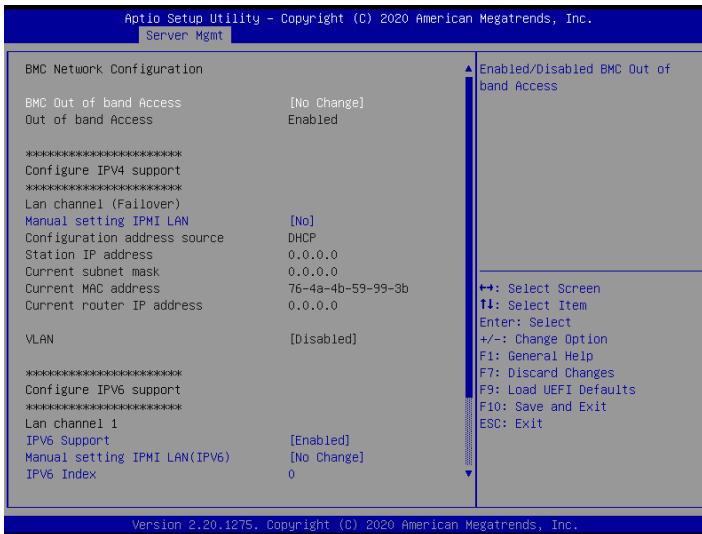 Aptio Setup Utility – Copyright (C) 2020 American Megatrends, Inc.
Server Mgmt
BMC Network Configuration
BMC Out of band Access [No Change]
Out of band Access Enabled
***********************
Configure IPV4 support
***********************
Lan channel (Failover)
Manual setting IPMI LAN [No]
Configuration address source DHCP
Station IP address 0.0.0.0
Current subnet mask 0.0.0.0
Current MAC address 76-4a-4b-59-99-3b
Current router IP address 0.0.0.0
VLAN [Disabled]
***********************
Configure IPV6 support
***********************
Lan channel 1
IPV6 Support [Enabled]
Manual setting IPMI LAN(IPV6) [No Change]
IPV6 Index 0
Enabled/Disabled BMC Out of
band Access
↔: Select Screen
↑↓: Select Item
Enter: Select
+/-: Change Option
F1: General Help
F7: Discard Changes
F9: Load UEFI Defaults
F10: Save and Exit
ESC: Exit
Version 2.20.1275. Copyright (C) 2020 American Megatrends, Inc.